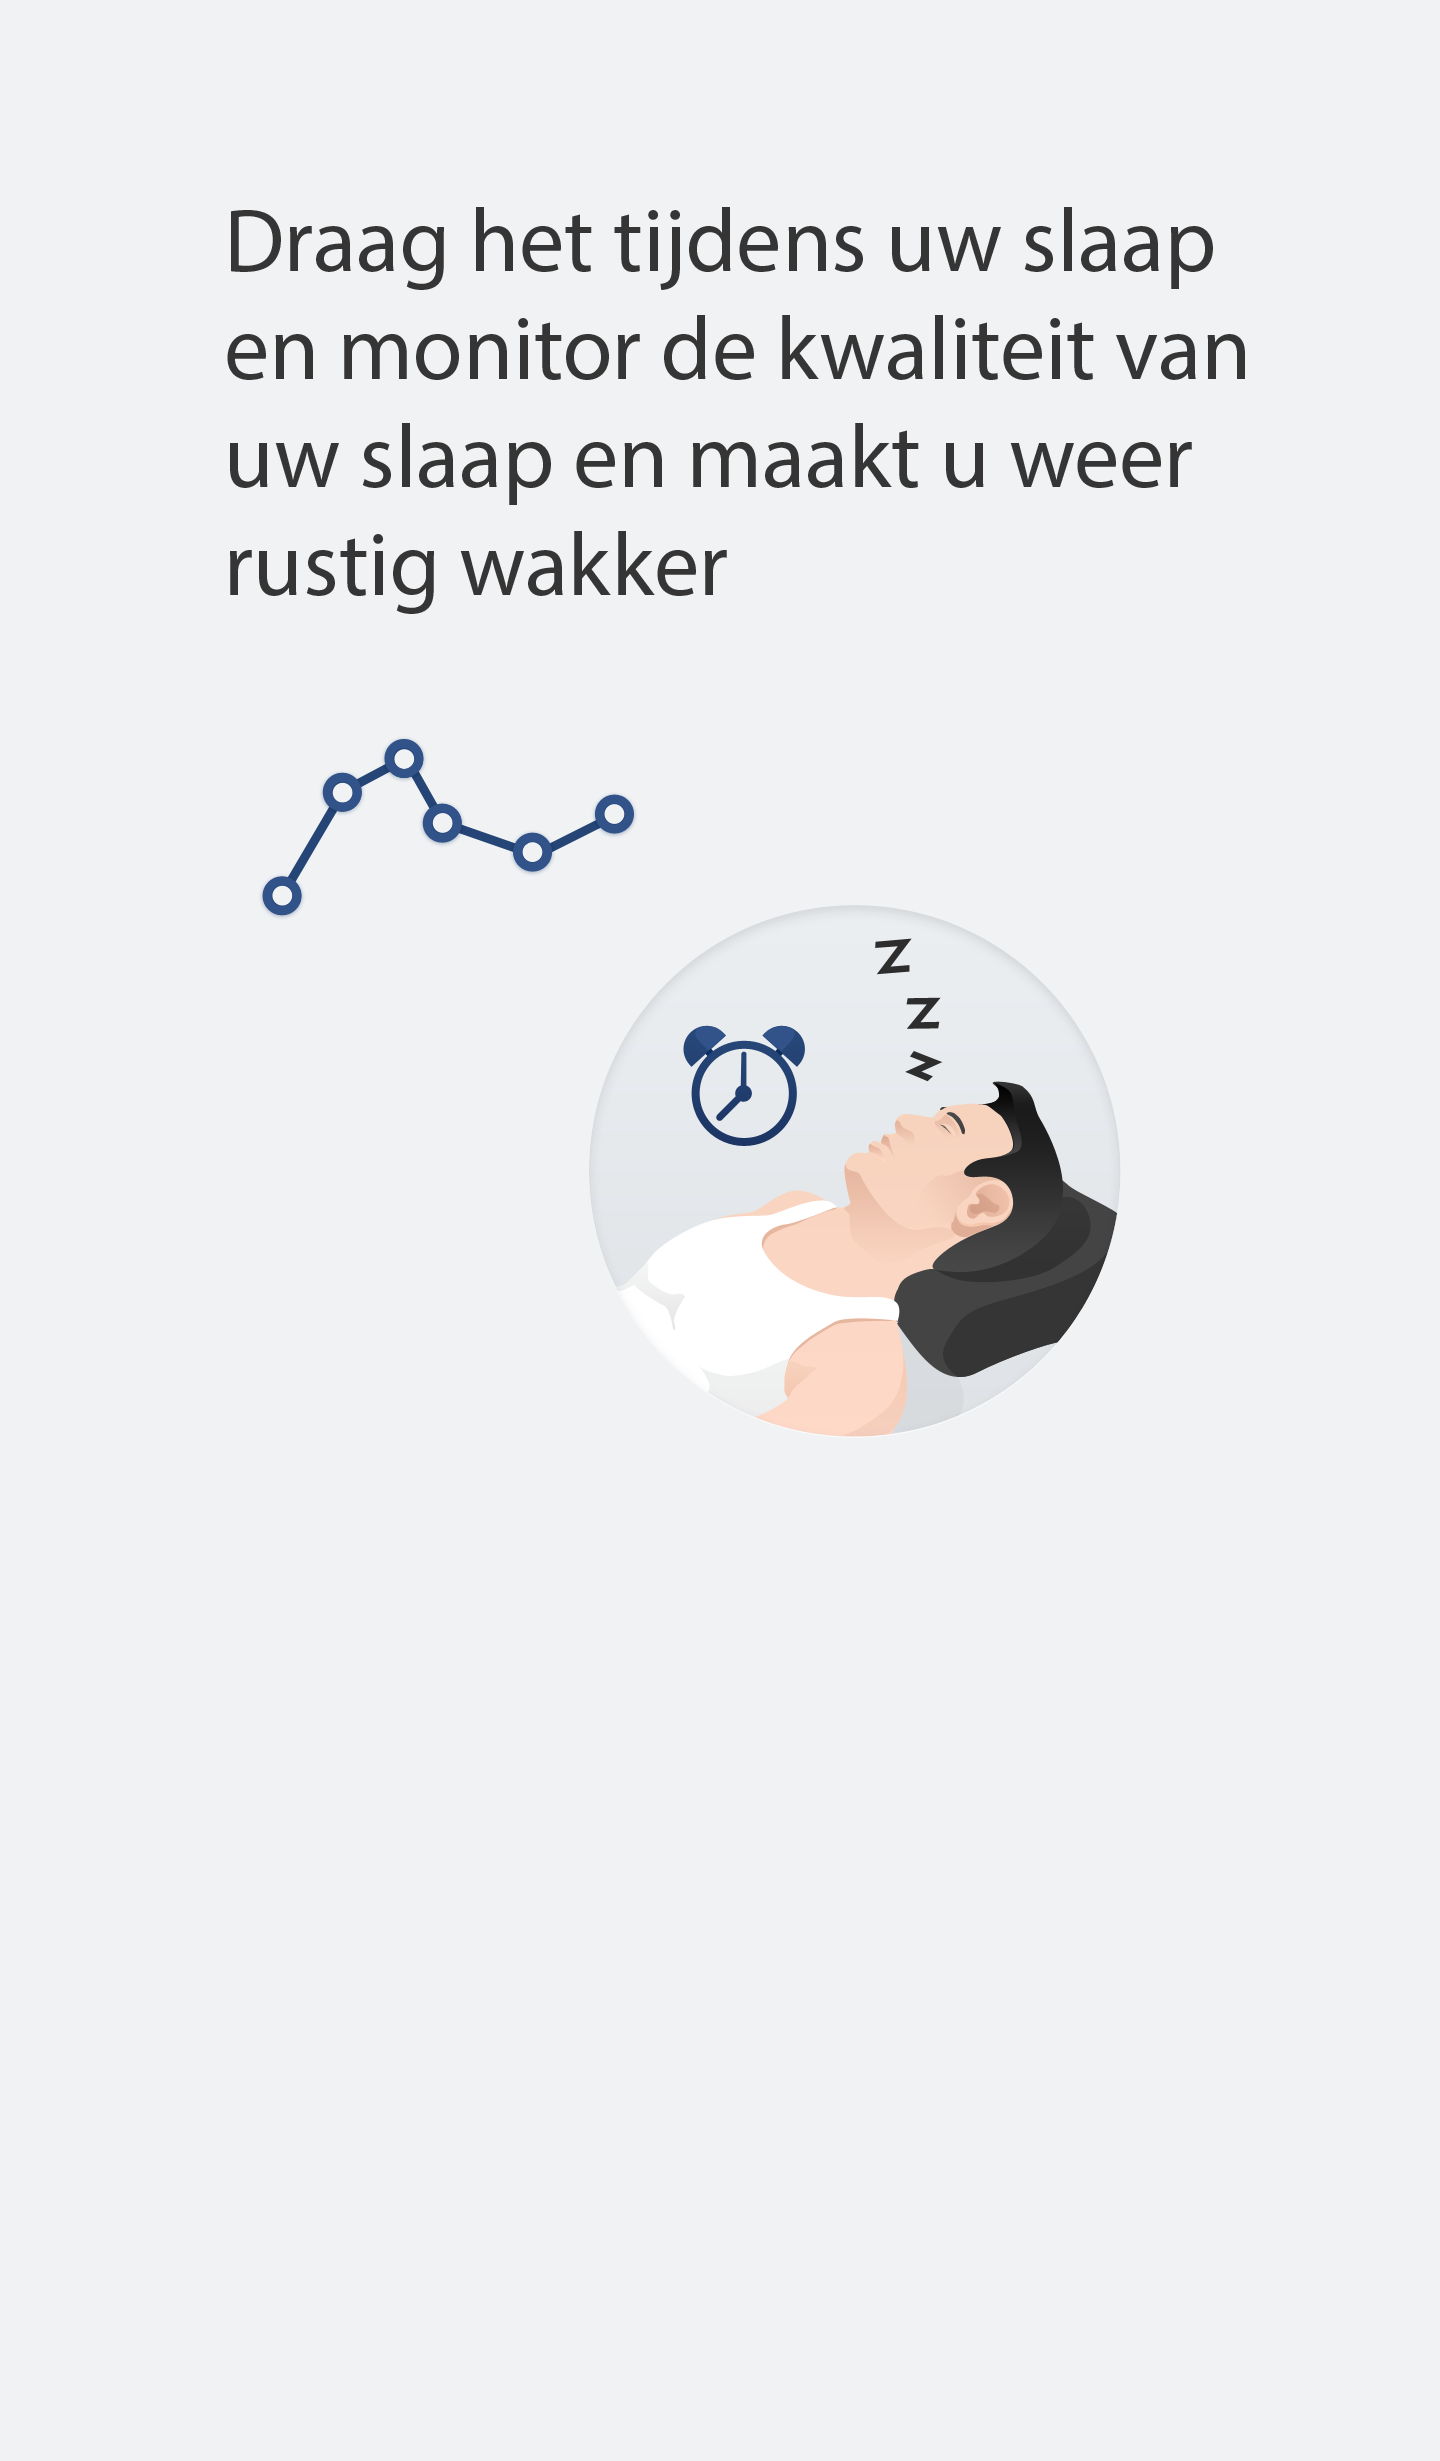 Draag het tijdens uw slaap
en monitor de kwaliteit van
uw slaap en maakt u weer
rustig wakker
z
z
z